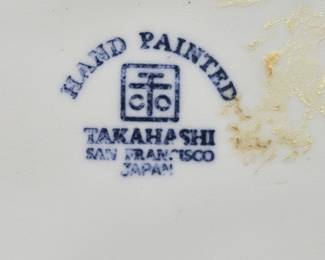 HAND PAINTED
TAKAHASHI
SAN FRANCISCO
JAPAN